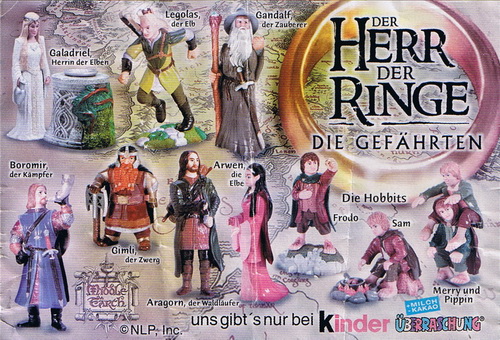 Galadriel,
Herrin der Elben
Legolas,
der Elb
Gandalf,
der Zauberer
DER
HERR
DER
RINGE
DIE GEFÄHRTEN
Boromir,
der Kämpfer
Gimli,
der Zwerg
Arwen,
die
Elbe
Aragorn, der Waldläufer
Die Hobbits
Frodo
Sam
Merry und
Pippin
Middle
Earth
©NLP, Inc.
uns gibt´s nur bei Kinder ÜBERRASCHUNG
+MILCH
-KAKAO